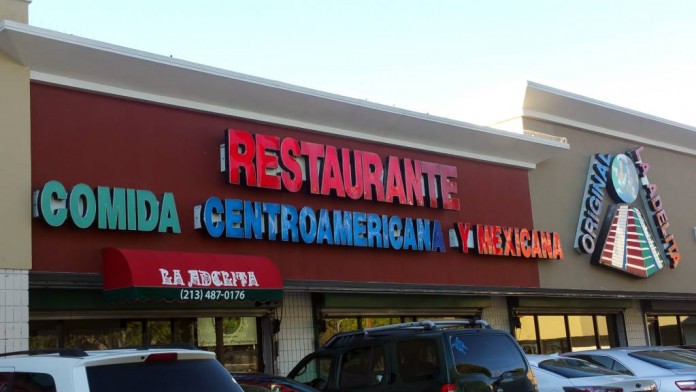 RESTAURANTE
COMIDA CENTROAMERICANA Y MEXICANA
LA ADELITA
(213) 487-0176
ORIGINAL
LA ADELITA